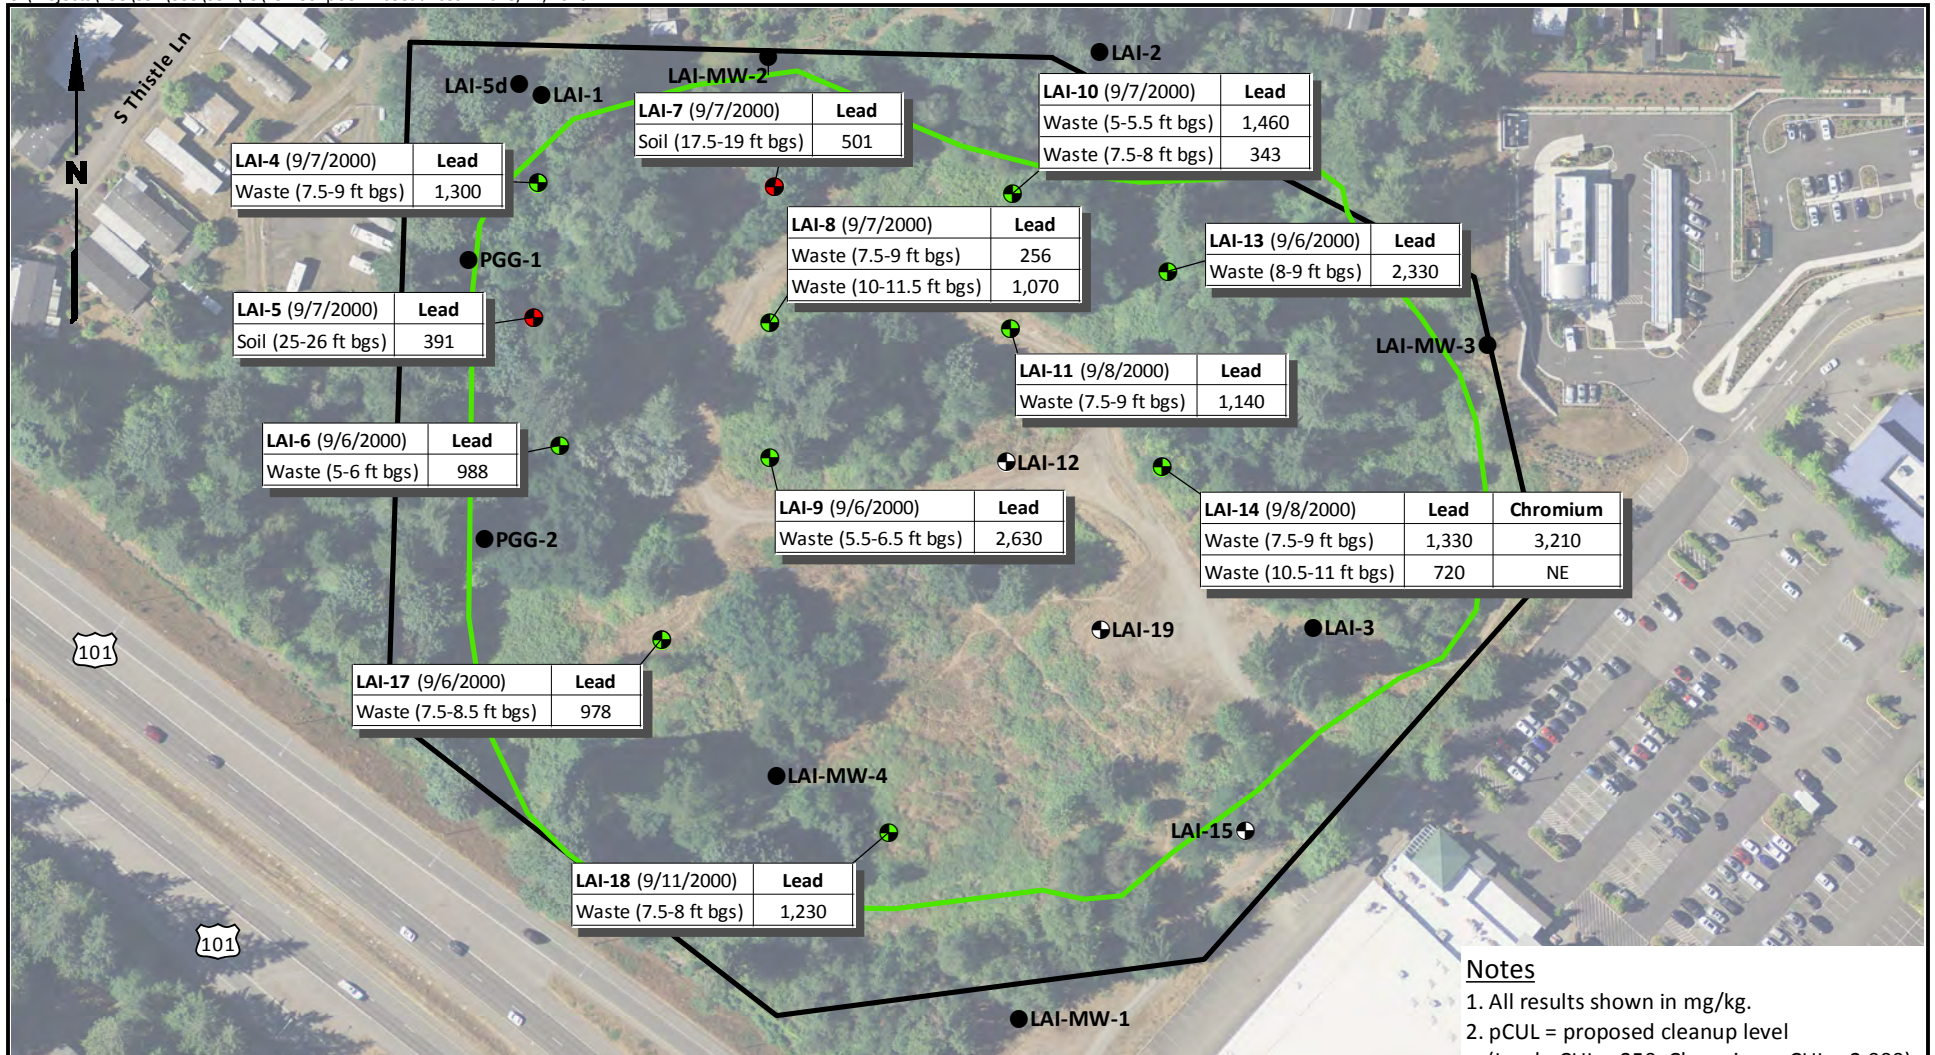 S Thistle Ln
N
LAI-5d
LAI-1
LAI-MW-2
LAI-2
LAI-7 (9/7/2000) Lead
Soil (17.5-19 ft bgs) 501
LAI-10 (9/7/2000) Lead
Waste (5-5.5 ft bgs) 1,460
Waste (7.5-8 ft bgs) 343
LAI-4 (9/7/2000) Lead
Waste (7.5-9 ft bgs) 1,300
LAI-8 (9/7/2000) Lead
Waste (7.5-9 ft bgs) 256
Waste (10-11.5 ft bgs) 1,070
LAI-13 (9/6/2000) Lead
Waste (8-9 ft bgs) 2,330
PGG-1
LAI-5 (9/7/2000) Lead
Soil (25-26 ft bgs) 391
LAI-MW-3
LAI-11 (9/8/2000) Lead
Waste (7.5-9 ft bgs) 1,140
LAI-6 (9/6/2000) Lead
Waste (5-6 ft bgs) 988
LAI-12
LAI-9 (9/6/2000) Lead
Waste (5.5-6.5 ft bgs) 2,630
LAI-14 (9/8/2000) Lead Chromium
Waste (7.5-9 ft bgs) 1,330 3,210
Waste (10.5-11 ft bgs) 720 NE
PGG-2
LAI-19
LAI-3
101
LAI-17 (9/6/2000) Lead
Waste (7.5-8.5 ft bgs) 978
LAI-MW-4
LAI-15
LAI-18 (9/11/2000) Lead
Waste (7.5-8 ft bgs) 1,230
101
LAI-MW-1
Notes
1. All results shown in mg/kg.
2. pCUL = proposed cleanup level